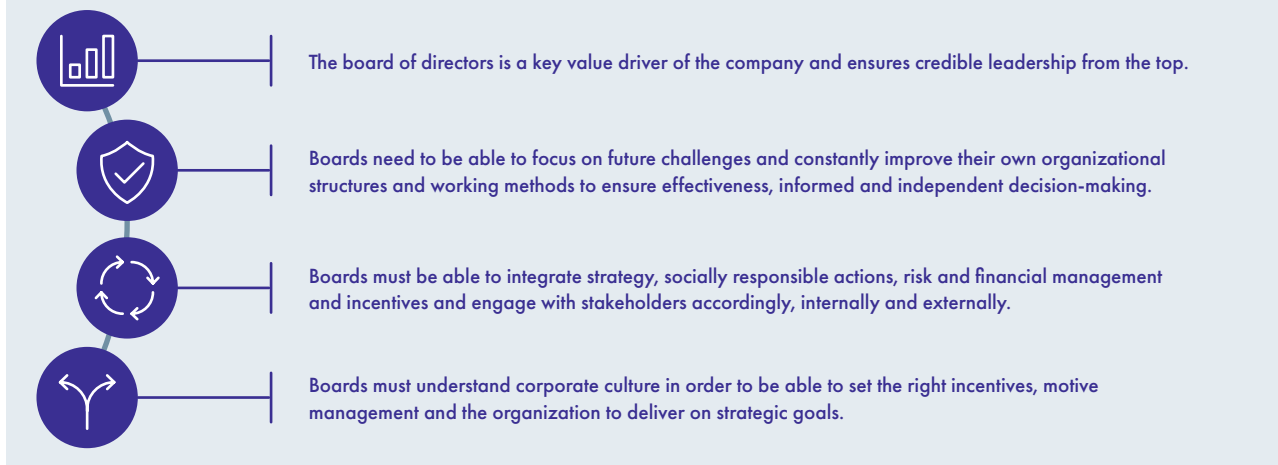 The board of directors is a key value driver of the company and ensures credible leadership from the top.
Boards need to be able to focus on future challenges and constantly improve their own organizational
structures and working methods to ensure effectiveness, informed and independent decision-making.
Boards must be able to integrate strategy, socially responsible actions, risk and financial management
and incentives and engage with stakeholders accordingly, internally and externally.
Boards must understand corporate culture in order to be able to set the right incentives, motive
management and the organization to deliver on strategic goals.